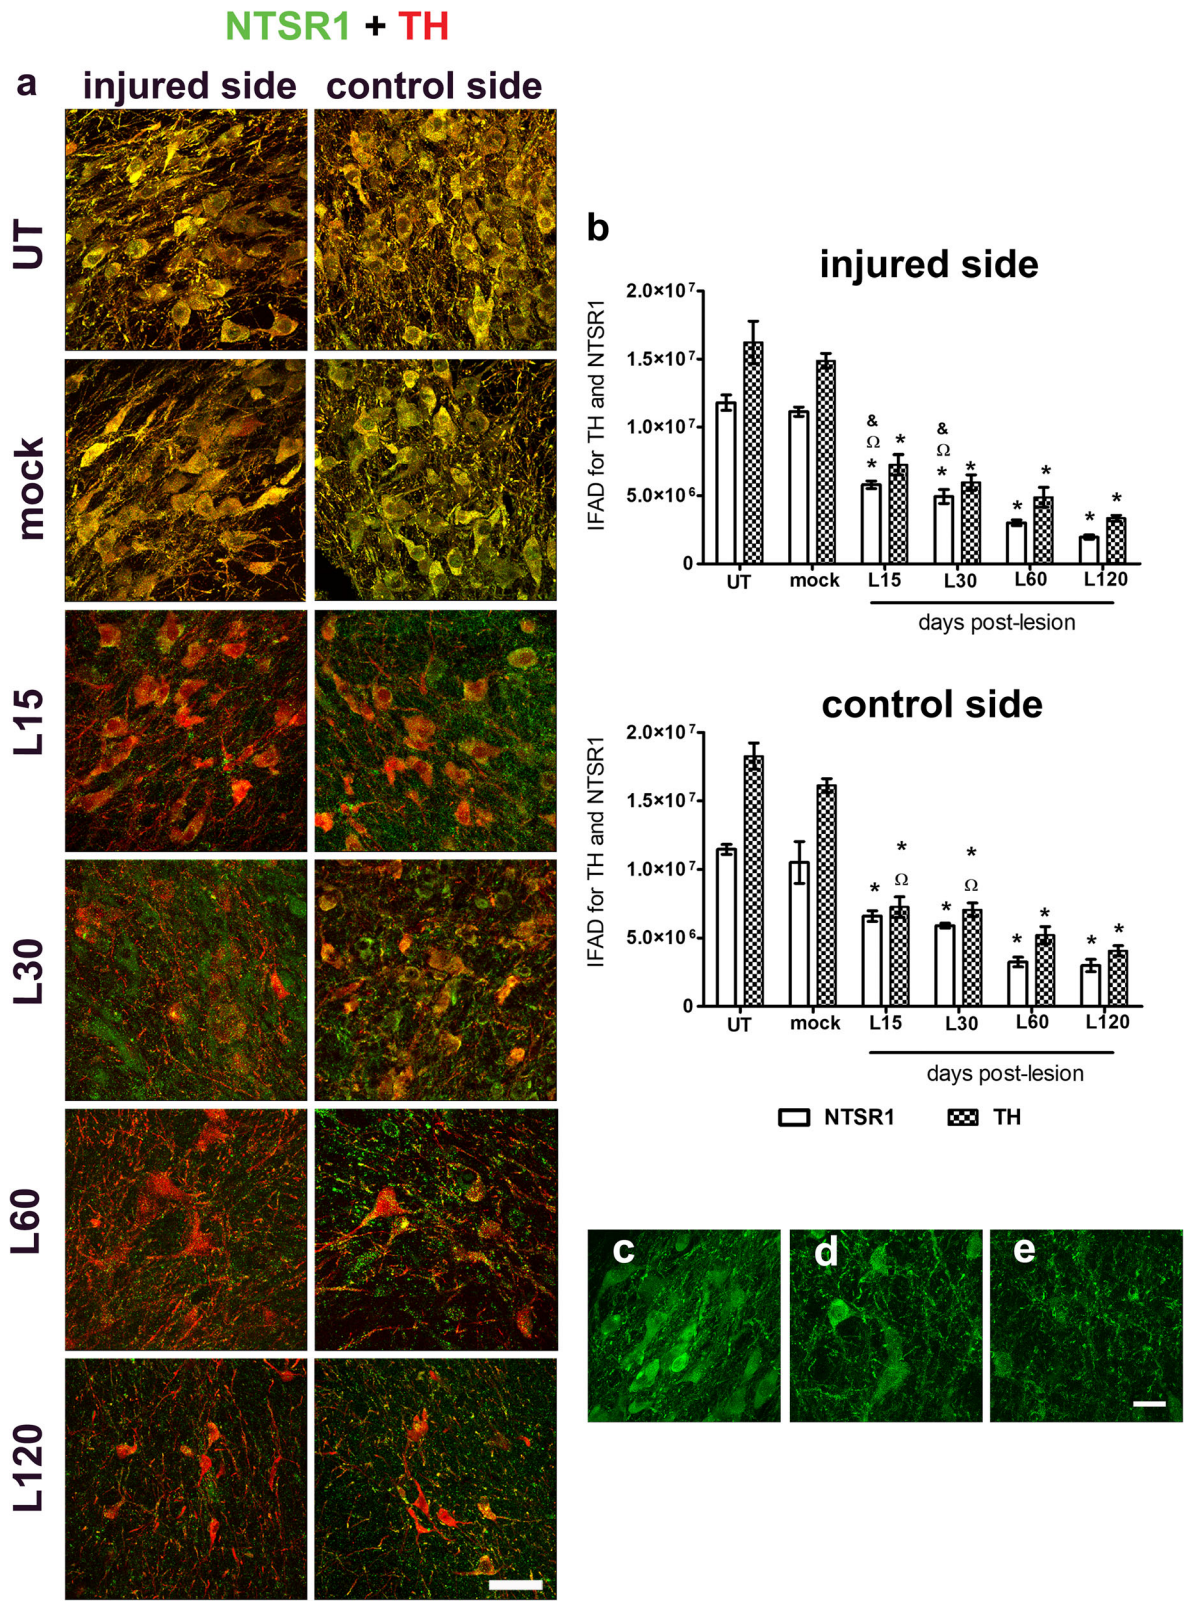 NTSR1 + TH
a
injured side control side
UT
mock
L15
L30
L60
L120
b
injured side
IFAD for TH and NTSR1
2.0×10⁷
1.5×10⁷
1.0×10⁷
5.0×10⁶
0
& &
Ω * Ω
* * * * * * *
UT mock L15 L30 L60 L120
days post-lesion
control side
IFAD for TH and NTSR1
2.0×10⁷
1.5×10⁷
1.0×10⁷
5.0×10⁶
0
* *
* Ω * Ω * * * *
UT mock L15 L30 L60 L120
days post-lesion
NTSR1 TH
c d e